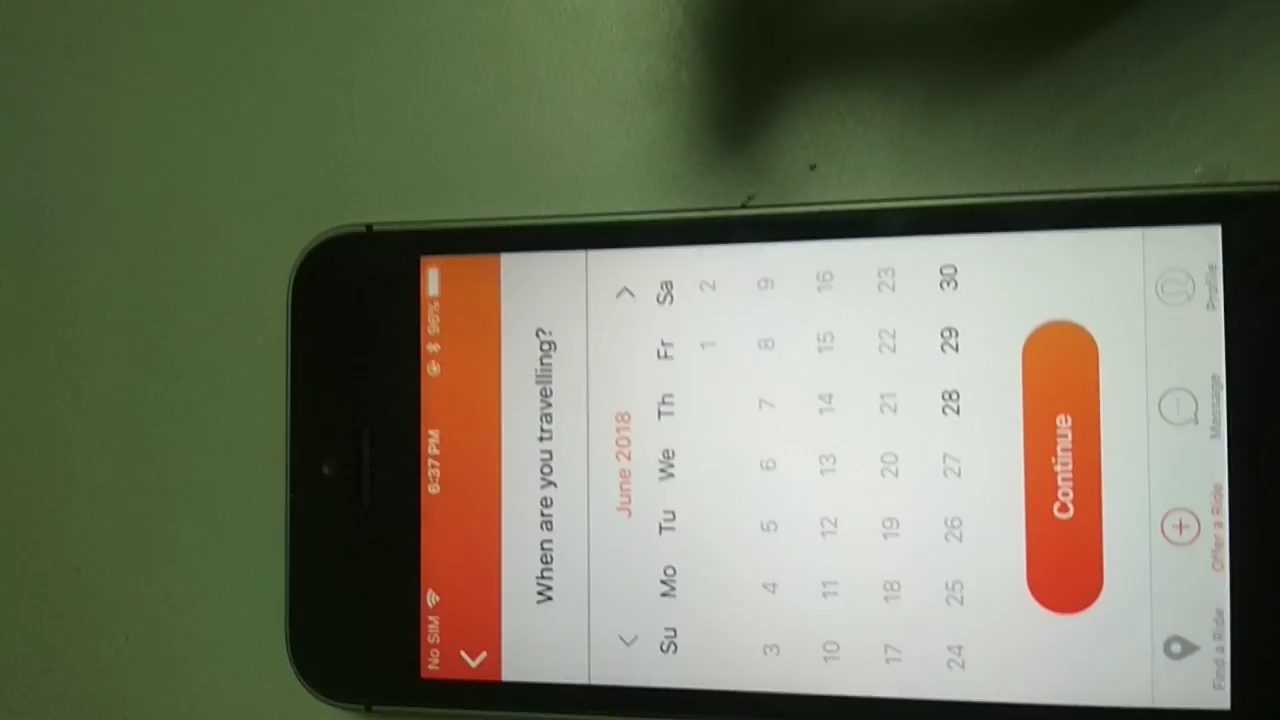 No SIM 6:37 PM 96%
When are you travelling?
June 2018
Su Mo Tu We Th Fr Sa
1 2
3 4 5 6 7 8 9
10 11 12 13 14 15 16
17 18 19 20 21 22 23
24 25 26 27 28 29 30
Continue
Find a Ride Offer a Ride Message Profile